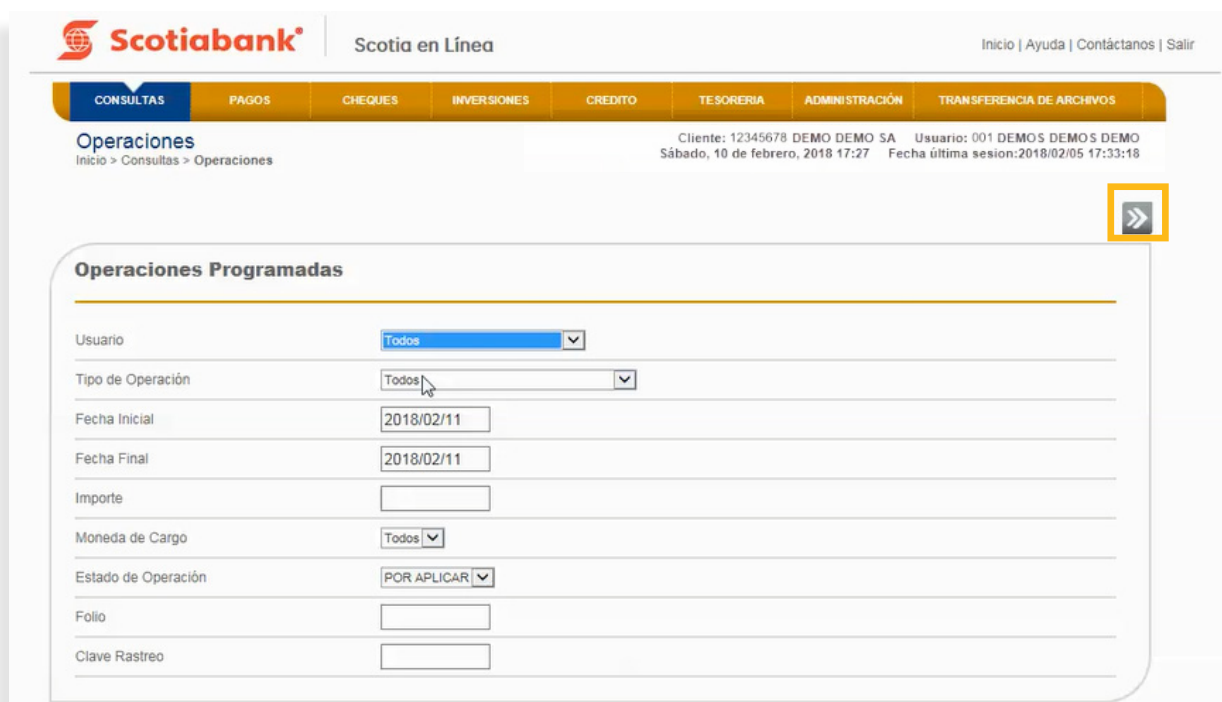 Scotiabank®
Scotia en Línea
Inicio | Ayuda | Contáctanos | Salir
CONSULTAS PAGOS CHEQUES INVERSIONES CREDITO TESORERIA ADMINISTRACIÓN TRANSFERENCIA DE ARCHIVOS
Operaciones
Cliente: 12345678 DEMO DEMO SA Usuario: 001 DEMOS DEMOS DEMO
Inicio > Consultas > Operaciones
Sábado, 10 de febrero, 2018 17:27 Fecha última sesion:2018/02/05 17:33:18
Operaciones Programadas
Usuario Todos
Tipo de Operación Todos
Fecha Inicial 2018/02/11
Fecha Final 2018/02/11
Importe
Moneda de Cargo Todos
Estado de Operación POR APLICAR
Folio
Clave Rastreo